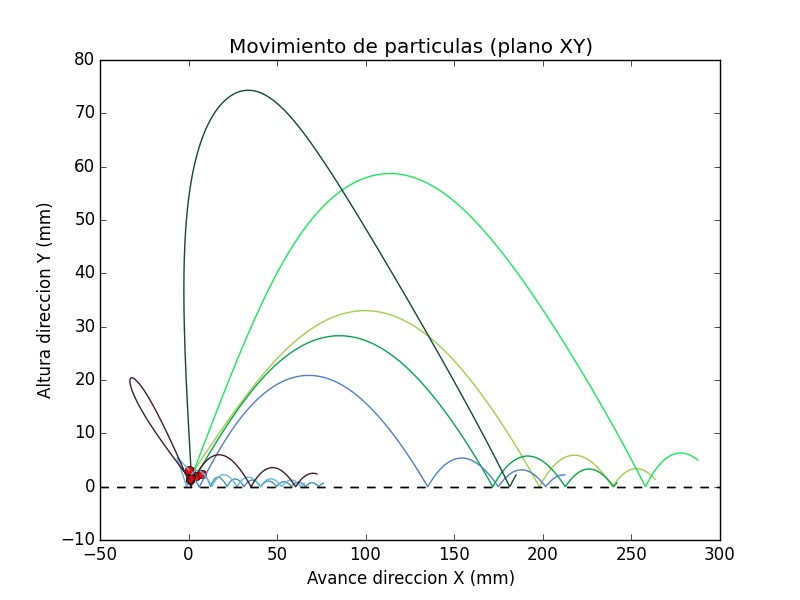 Movimiento de particulas (plano XY)
80
70
60
50
40
30
20
10
0
−10
Altura direccion Y (mm)
−50 0 50 100 150 200 250 300
Avance direccion X (mm)